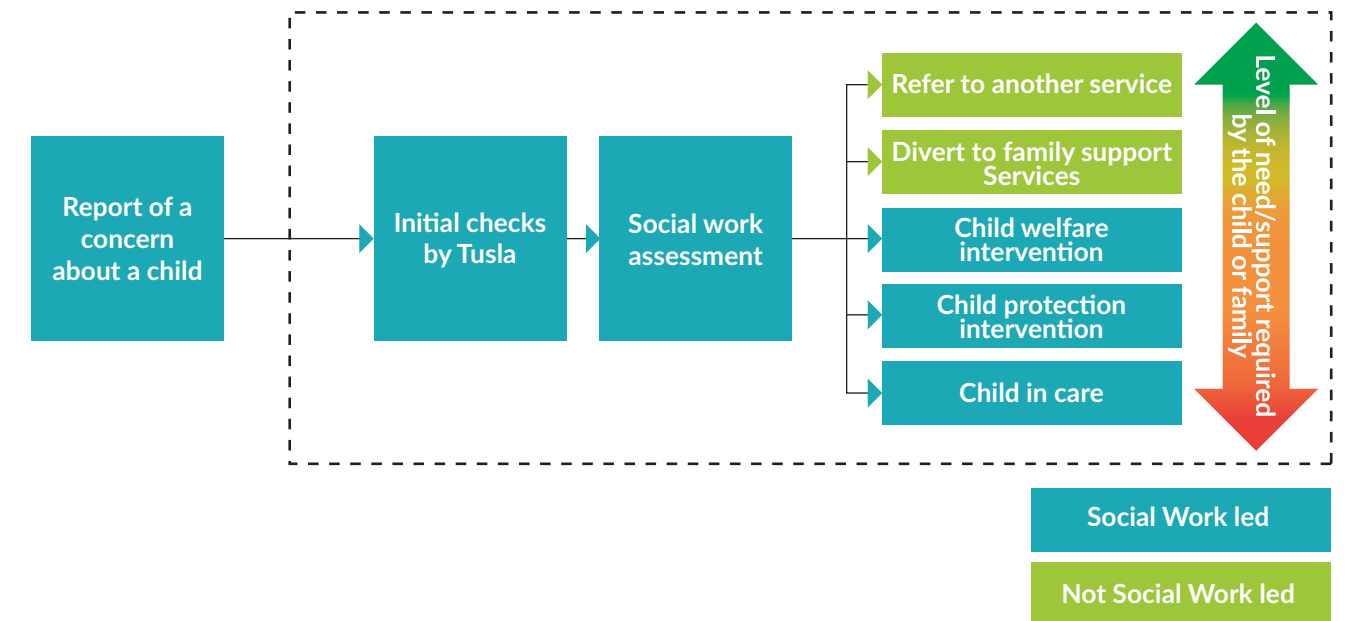 Report of a
concern
about a child
Initial checks
by Tusla
Social work
assessment
Refer to another service
Divert to family support
Services
Child welfare
intervention
Child protection
intervention
Child in care
Level of need/support required
by the child or family
Social Work led
Not Social Work led